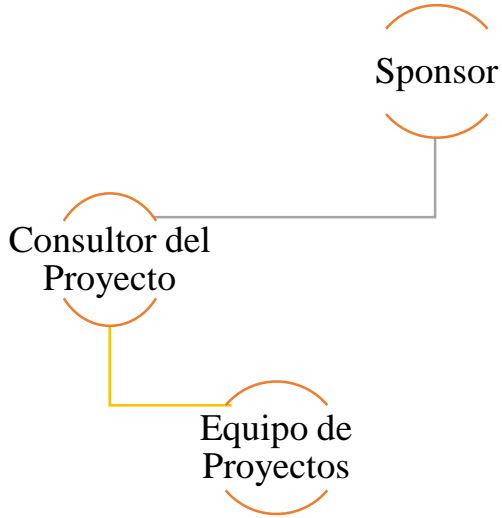 Sponsor
Consultor del
Proyecto
Equipo de
Proyectos